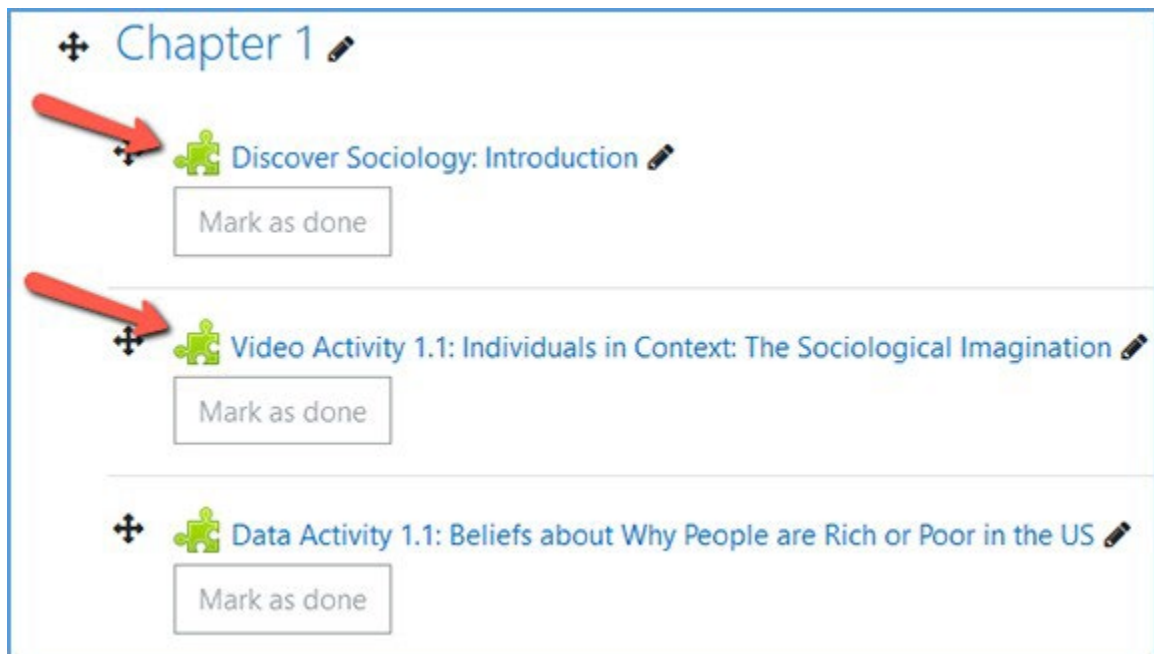 Chapter 1
Discover Sociology: Introduction
Mark as done
Video Activity 1.1: Individuals in Context: The Sociological Imagination
Mark as done
Data Activity 1.1: Beliefs about Why People are Rich or Poor in the US
Mark as done